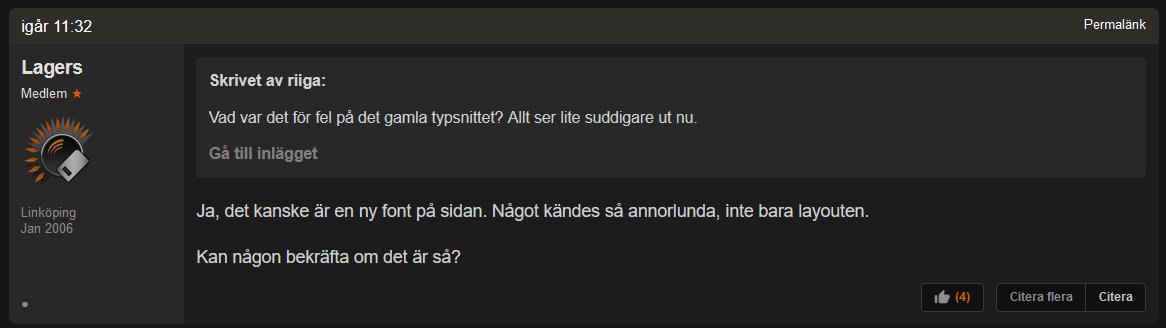 igår 11:32
Permalänk
Lagers
Medlem ★
Linköping
Jan 2006
Skrivet av riiga:
Vad var det för fel på det gamla typsnittet? Allt ser lite suddigare ut nu.
Gå till inlägget
Ja, det kanske är en ny font på sidan. Något kändes så annorlunda, inte bara layouten.
Kan någon bekräfta om det är så?
(4)
Citera flera
Citera